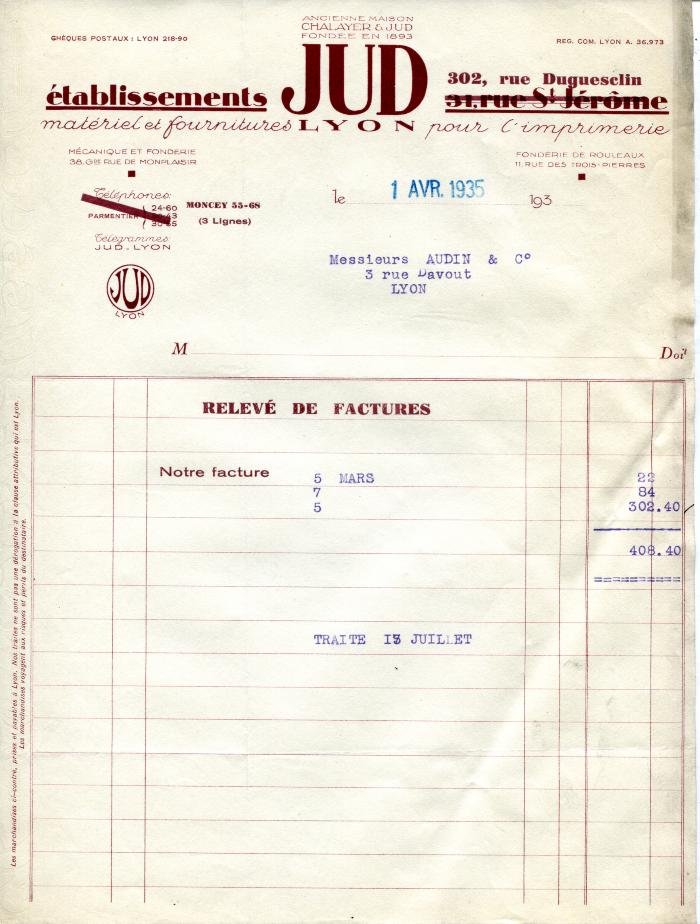 ANCIENNE MAISON
CHALAYER & JUD
FONDÉE EN 1893
CHÈQUES POSTAUX: LYON 218-90
REG. COM. LYON A. 36.973
établissements JUD
302, rue Duguesclin
31, rue St Jérôme
matériel et fournitures LYON pour l'imprimerie
MÉCANIQUE ET FONDERIE
38, Gde RUE DE MONPLAISIR
FONDERIE DE ROULEAUX
11, RUE DES TROIS-PIERRES
Téléphones:
PARMENTIER 24-60
MONCEY 55-68
(3 Lignes)
Télégrammes:
JUD-LYON
JUD
LYON
le 1 AVR. 1935 193
Messieurs AUDIN & C°
3 rue Davout
LYON
M Doit
RELEVÉ DE FACTURES
Notre facture 5 MARS 22
7 84
5 302.40
408.40
TRAITE 13 JUILLET
Les marchandises ci-contre, prises et payables à Lyon. Nos traites ne sont pas une dérogation à la clause attributive qui est Lyon.
Les marchandises voyagent aux risques et périls du destinataire.